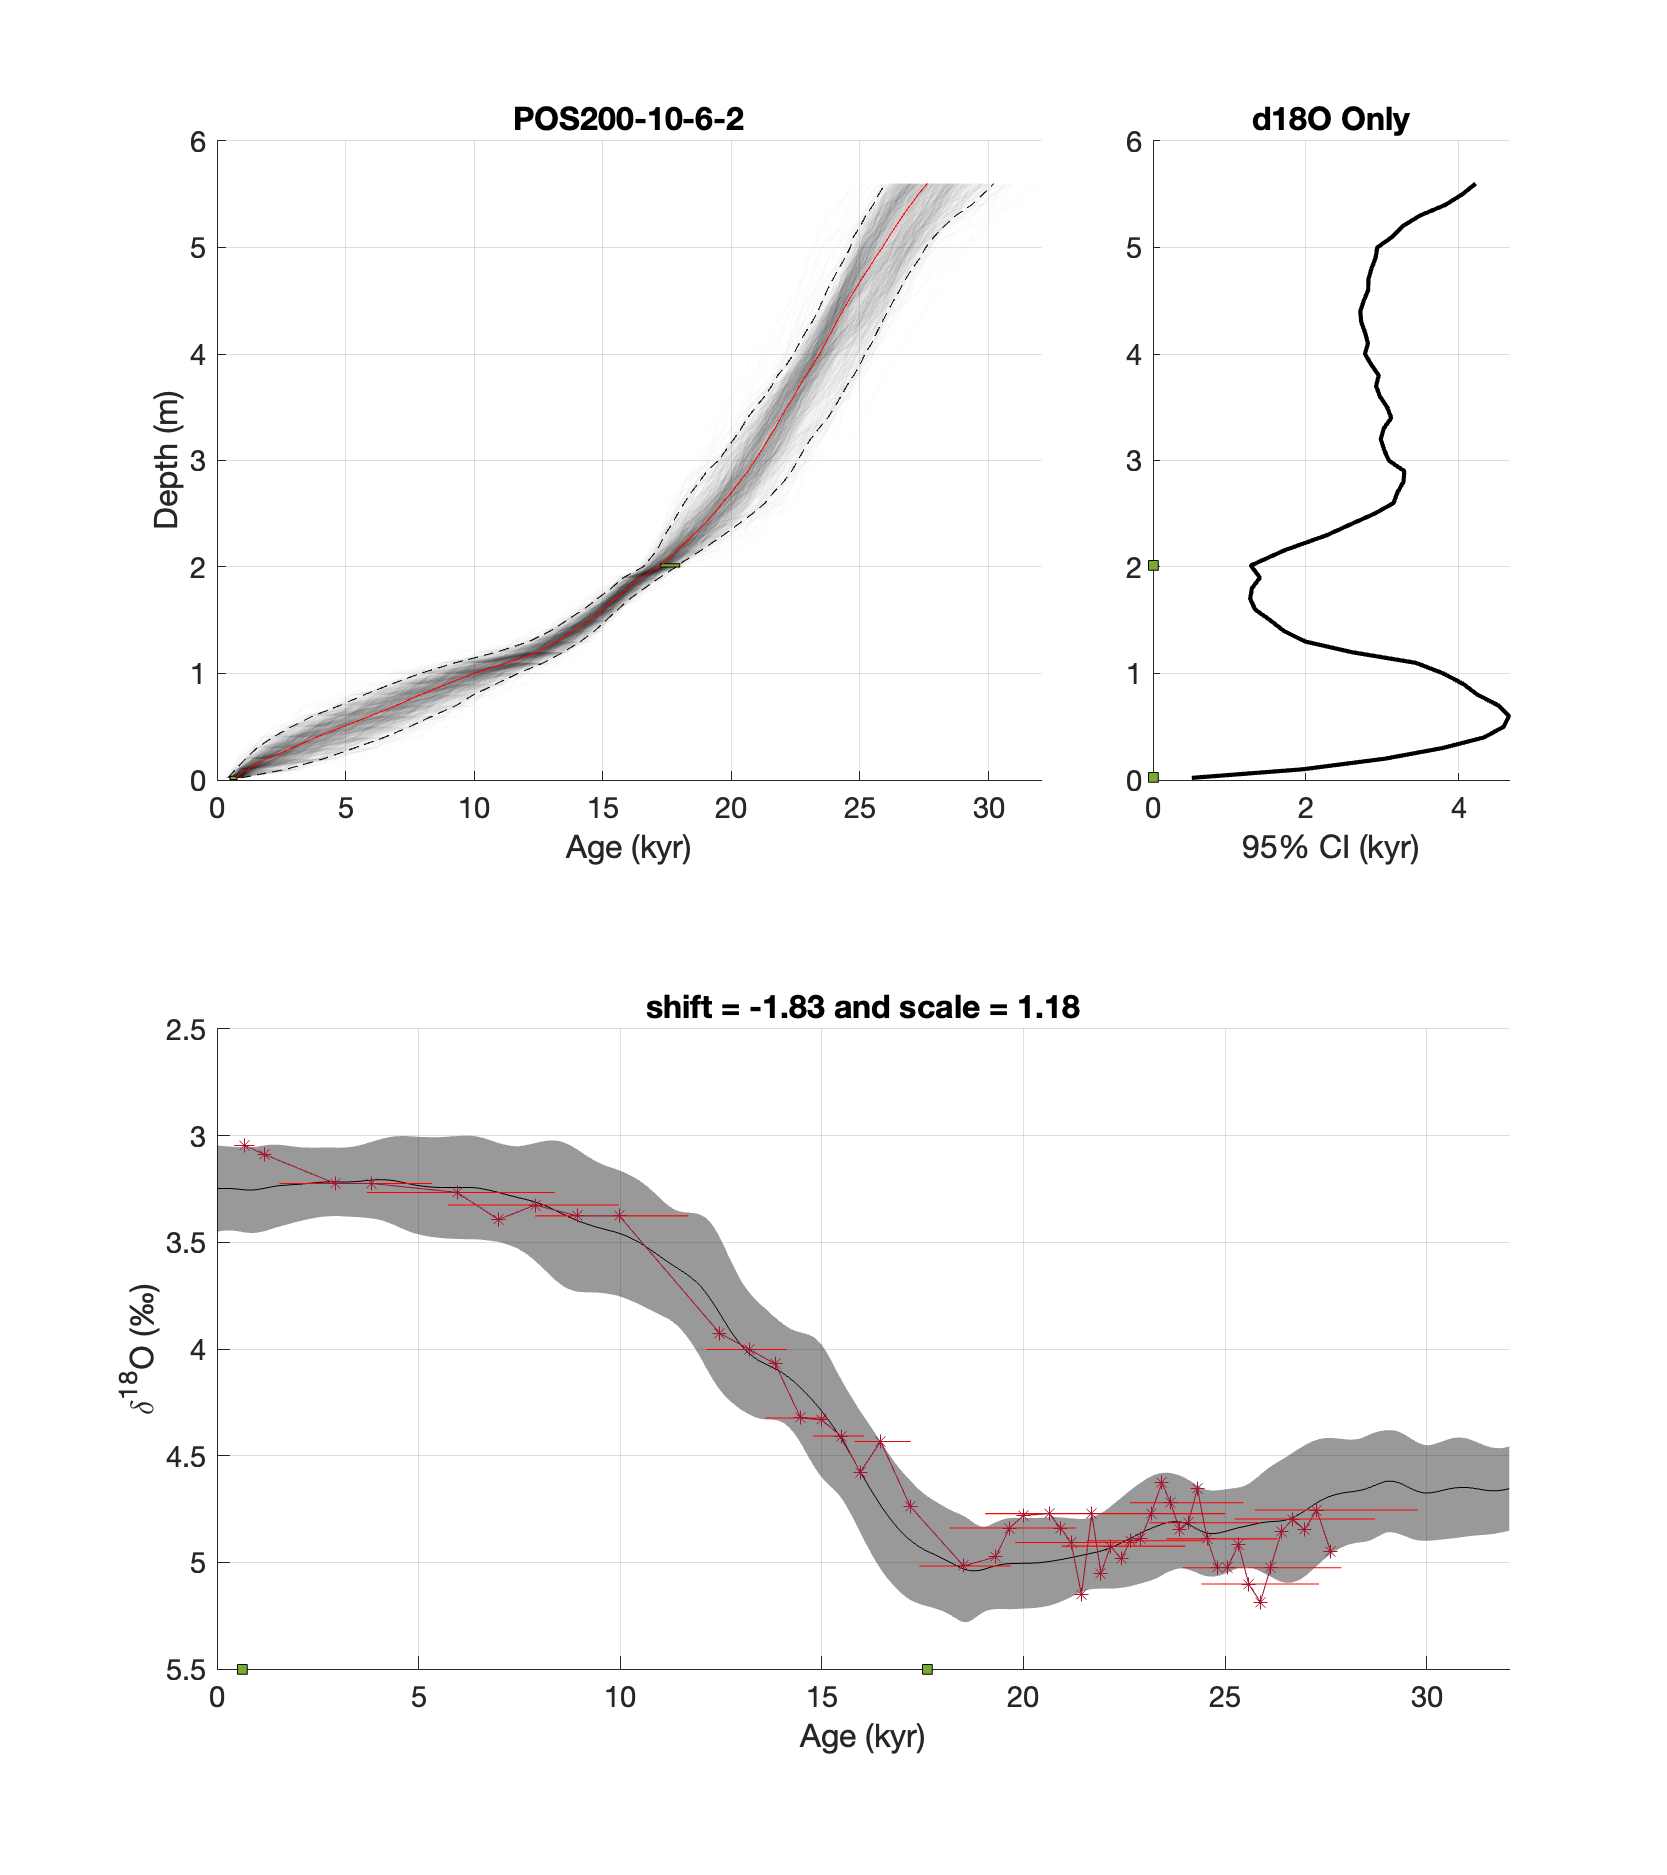 POS200-10-6-2
6
5
4
3
2
1
0
0 5 10 15 20 25 30
Depth (m)
Age (kyr)
d18O Only
6
5
4
3
2
1
0
0 2 4
95% CI (kyr)
shift = -1.83 and scale = 1.18
2.5
3
3.5
4
4.5
5
5.5
0 5 10 15 20 25 30
δ18O (‰)
Age (kyr)